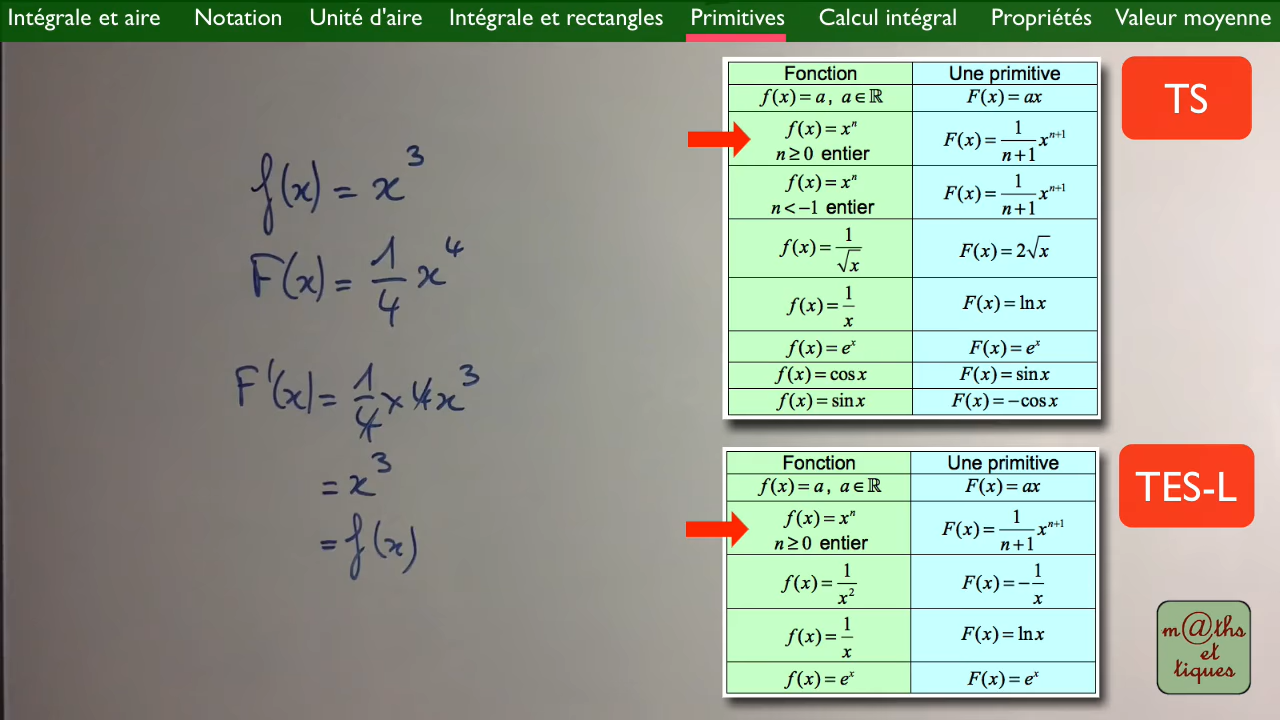 Intégrale et aire Notation Unité d'aire Intégrale et rectangles Primitives Calcul intégral Propriétés Valeur moyenne
f(x) = x³
F(x) = 1/4 x⁴
F'(x) = 1/4 × 4x³
= x³
= f(x)
Fonction Une primitive
f(x) = a, a ∈ ℝ F(x) = ax
f(x) = xⁿ
n ≥ 0 entier
F(x) = 1/(n+1) xⁿ⁺¹
f(x) = xⁿ
n < −1 entier
F(x) = 1/(n+1) xⁿ⁺¹
f(x) = 1/√x F(x) = 2√x
f(x) = 1/x F(x) = ln x
f(x) = eˣ F(x) = eˣ
f(x) = cos x F(x) = sin x
f(x) = sin x F(x) = −cos x
TS
Fonction Une primitive
f(x) = a, a ∈ ℝ F(x) = ax
f(x) = xⁿ
n ≥ 0 entier
F(x) = 1/(n+1) xⁿ⁺¹
f(x) = 1/x² F(x) = −1/x
f(x) = 1/x F(x) = ln x
f(x) = eˣ F(x) = eˣ
TES-L
m@ths
et
tiques